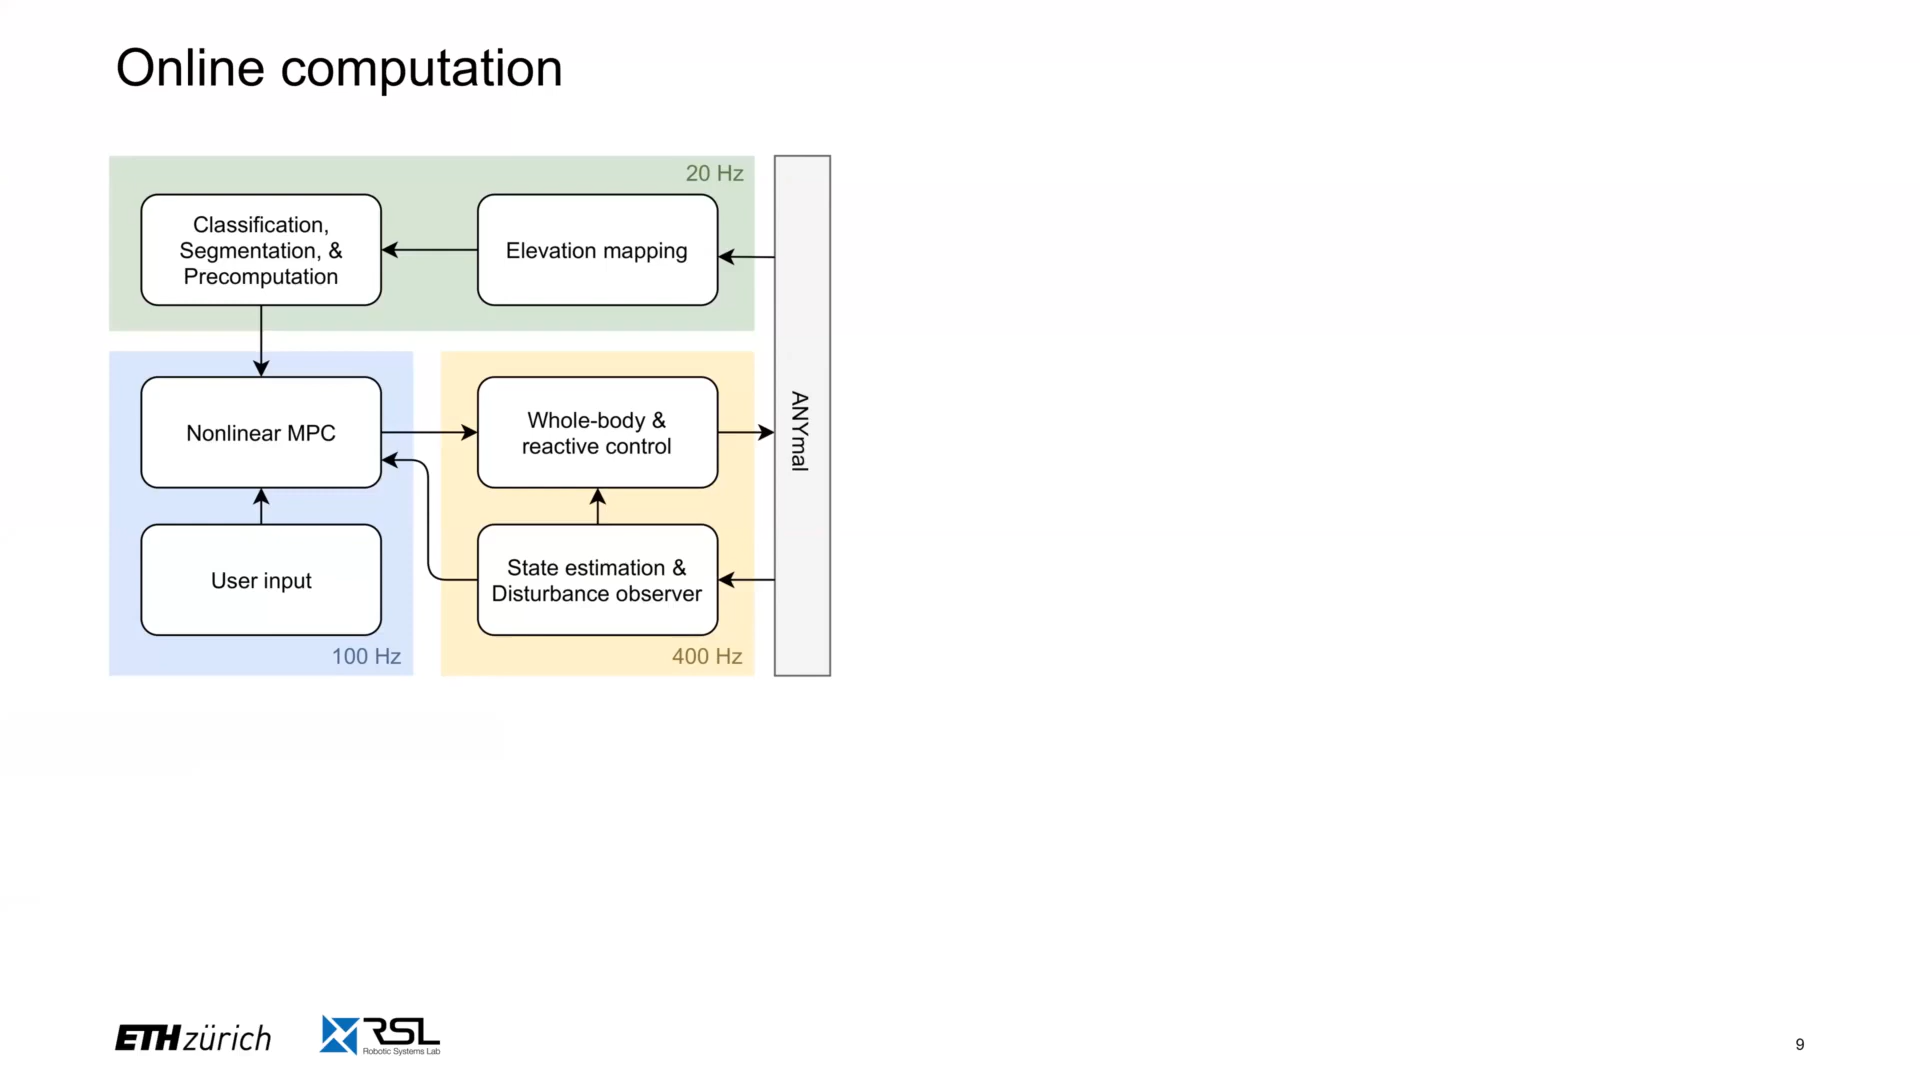 Online computation
20 Hz
Classification,
Segmentation, &
Precomputation
Elevation mapping
Nonlinear MPC
Whole-body &
reactive control
ANYmal
User input
State estimation &
Disturbance observer
100 Hz
400 Hz
ETH zürich
RSL
Robotic Systems Lab
9